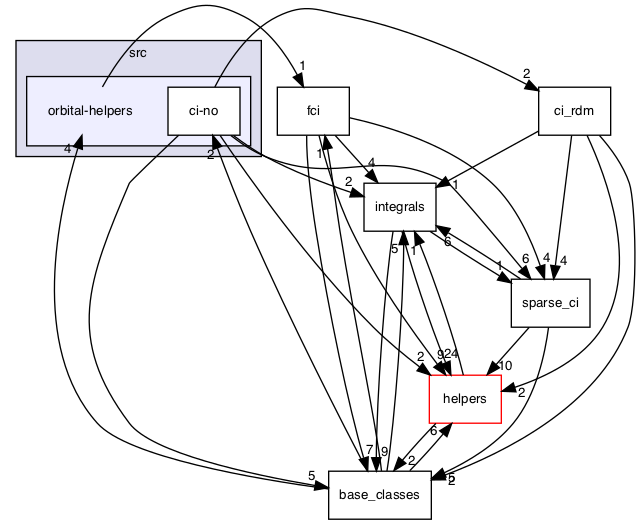 src
orbital-helpers
ci-no
fci
ci_rdm
integrals
sparse_ci
helpers
base_classes
1
2
4
2
1
4
2
1
6
4
4
5
1
6
1
9
24
2
10
2
7
9
2
6
5
2